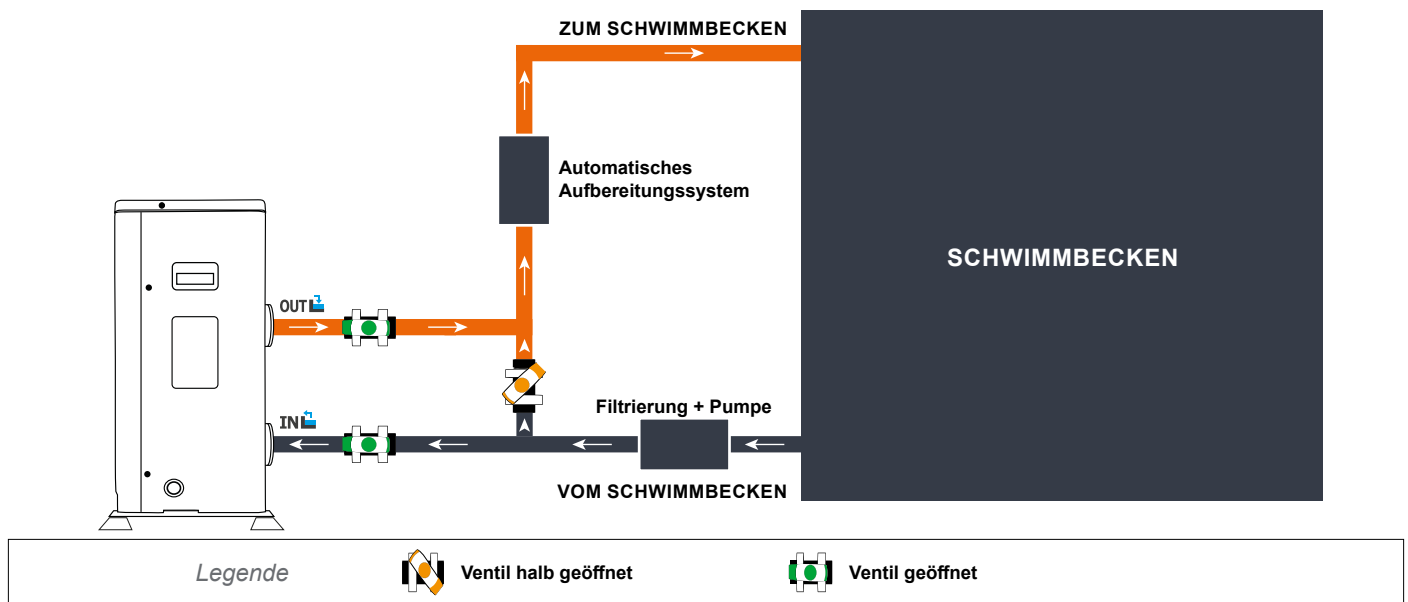 ZUM SCHWIMMBECKEN
Automatisches
Aufbereitungssystem
SCHWIMMBECKEN
OUT
IN
Filtrierung + Pumpe
VOM SCHWIMMBECKEN
Legende
Ventil halb geöffnet
Ventil geöffnet